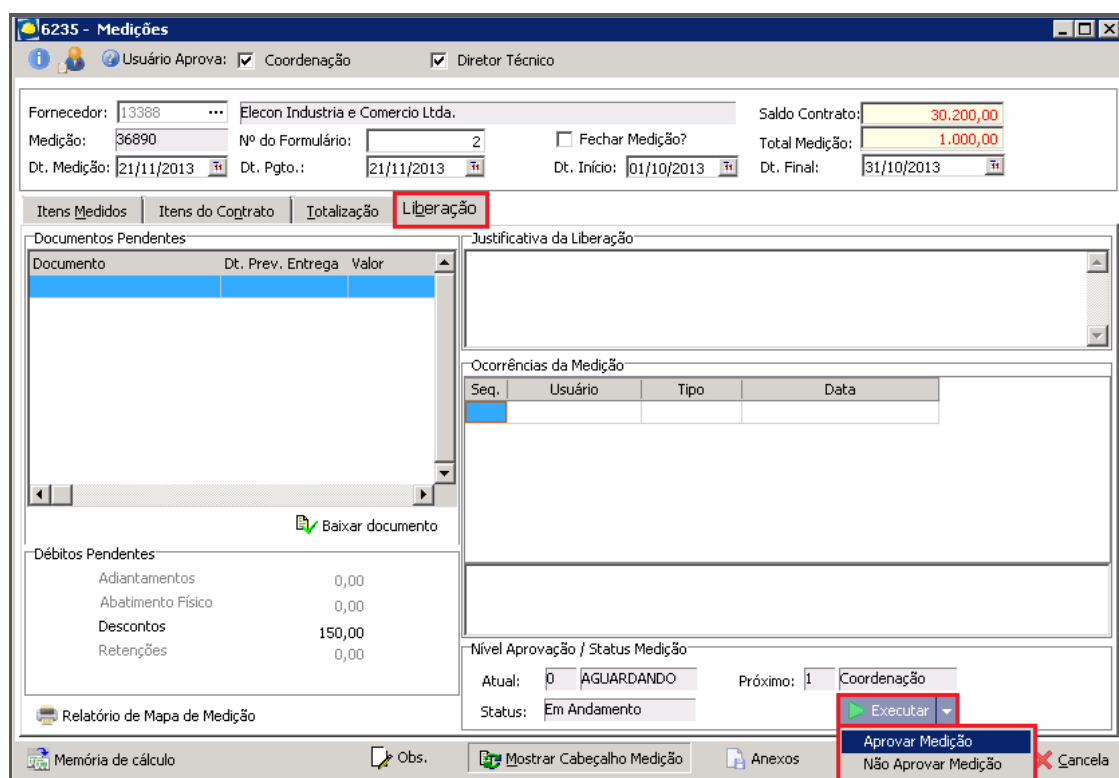 6235 - Medições
Usuário Aprova: Coordenação Diretor Técnico
Fornecedor: 13388 ... Elecon Industria e Comercio Ltda. Saldo Contrato: 30.200,00
Medição: 36890 Nº do Formulário: 2 Fechar Medição? Total Medição: 1.000,00
Dt. Medição: 21/11/2013 Dt. Pgto.: 21/11/2013 Dt. Início: 01/10/2013 Dt. Final: 31/10/2013
Itens Medidos Itens do Contrato Totalização Liberação
Documentos Pendentes
Documento Dt. Prev. Entrega Valor
Baixar documento
Débitos Pendentes
Adiantamentos 0,00
Abatimento Físico 0,00
Descontos 150,00
Retenções 0,00
Relatório de Mapa de Medição
Justificativa da Liberação
Ocorrências da Medição
Seq. Usuário Tipo Data
Nível Aprovação / Status Medição
Atual: 0 AGUARDANDO Próximo: 1 Coordenação
Status: Em Andamento Executar
Aprovar Medição
Não Aprovar Medição
Memória de cálculo Obs. Mostrar Cabeçalho Medição Anexos Cancela